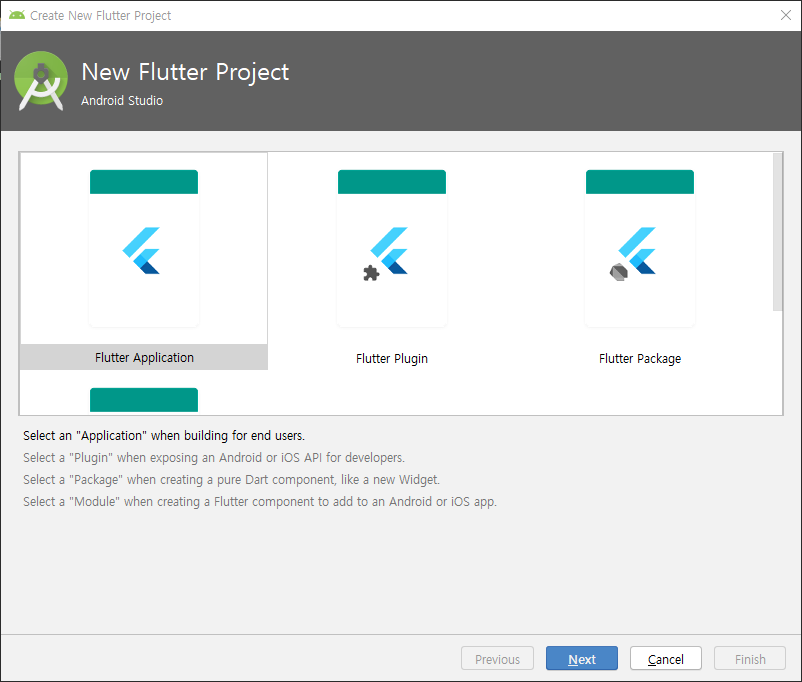 Create New Flutter Project
New Flutter Project
Android Studio
Flutter Application
Flutter Plugin
Flutter Package
Select an "Application" when building for end users.
Select a "Plugin" when exposing an Android or iOS API for developers.
Select a "Package" when creating a pure Dart component, like a new Widget.
Select a "Module" when creating a Flutter component to add to an Android or iOS app.
Previous
Next
Cancel
Finish